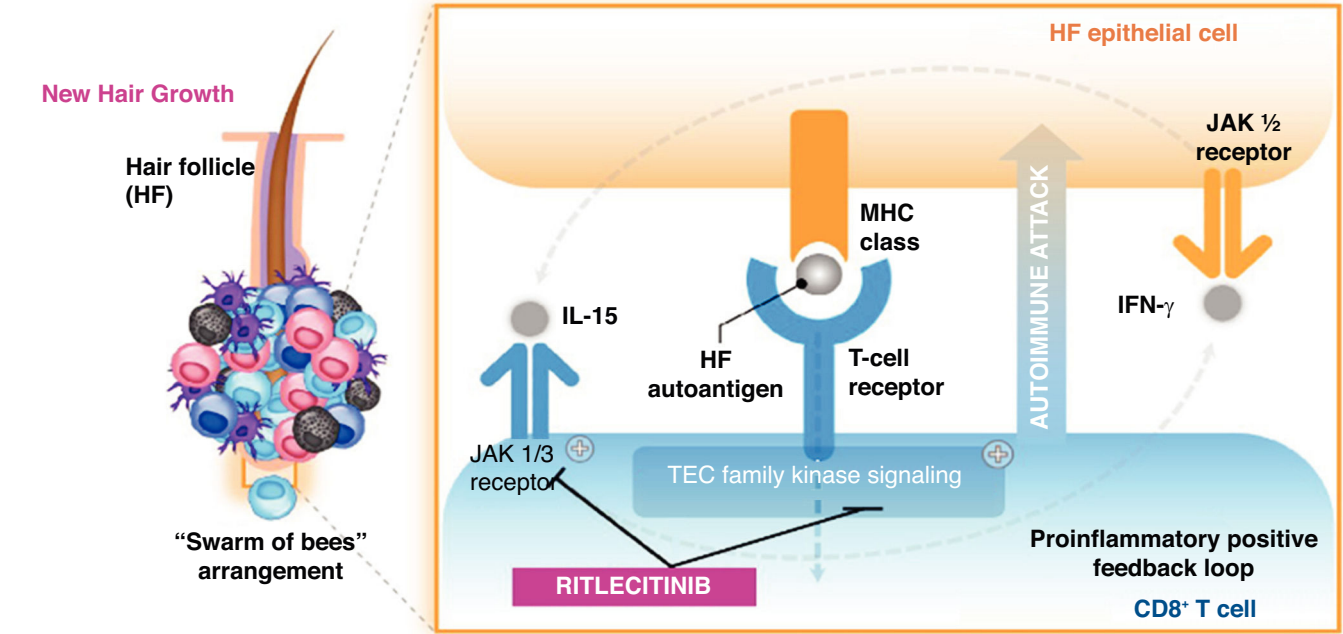 New Hair Growth
Hair follicle
(HF)
“Swarm of bees”
arrangement
HF epithelial cell
JAK ½
receptor
MHC
class
AUTOIMMUNE ATTACK
IL-15
IFN-γ
HF
autoantigen
T-cell
receptor
JAK 1/3
receptor
TEC family kinase signaling
RITLECITINIB
Proinflammatory positive
feedback loop
CD8⁺ T cell